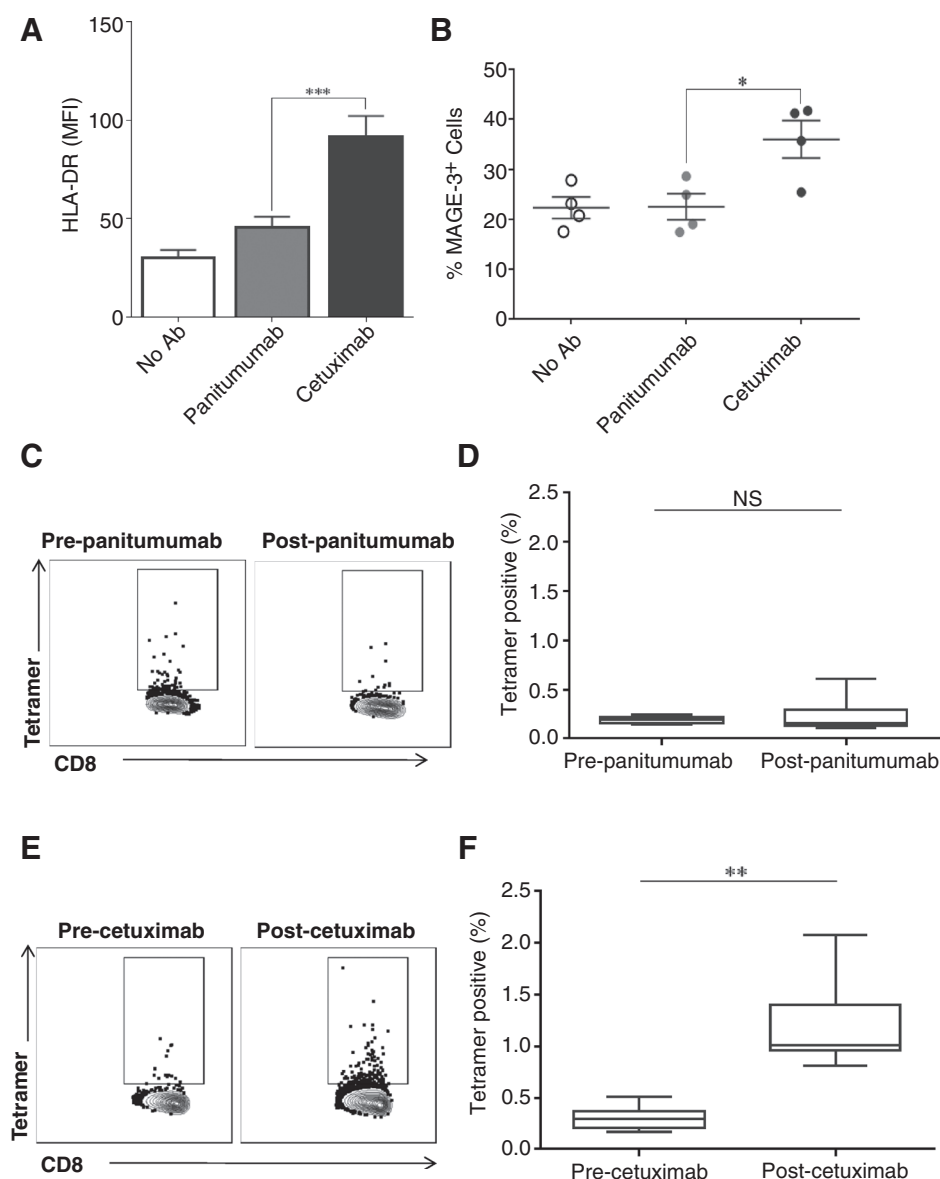 A
150
100
50
0
HLA-DR (MFI)
***
No Ab
Panitumumab
Cetuximab
B
50
40
30
20
10
0
% MAGE-3+ Cells
*
No Ab
Panitumumab
Cetuximab
C
Pre-panitumumab
Post-panitumumab
Tetramer
CD8
D
2.5
2.0
1.5
1.0
0.5
0.0
Tetramer positive (%)
NS
Pre-panitumumab
Post-panitumumab
E
Pre-cetuximab
Post-cetuximab
Tetramer
CD8
F
2.5
2.0
1.5
1.0
0.5
0.0
Tetramer positive (%)
**
Pre-cetuximab
Post-cetuximab